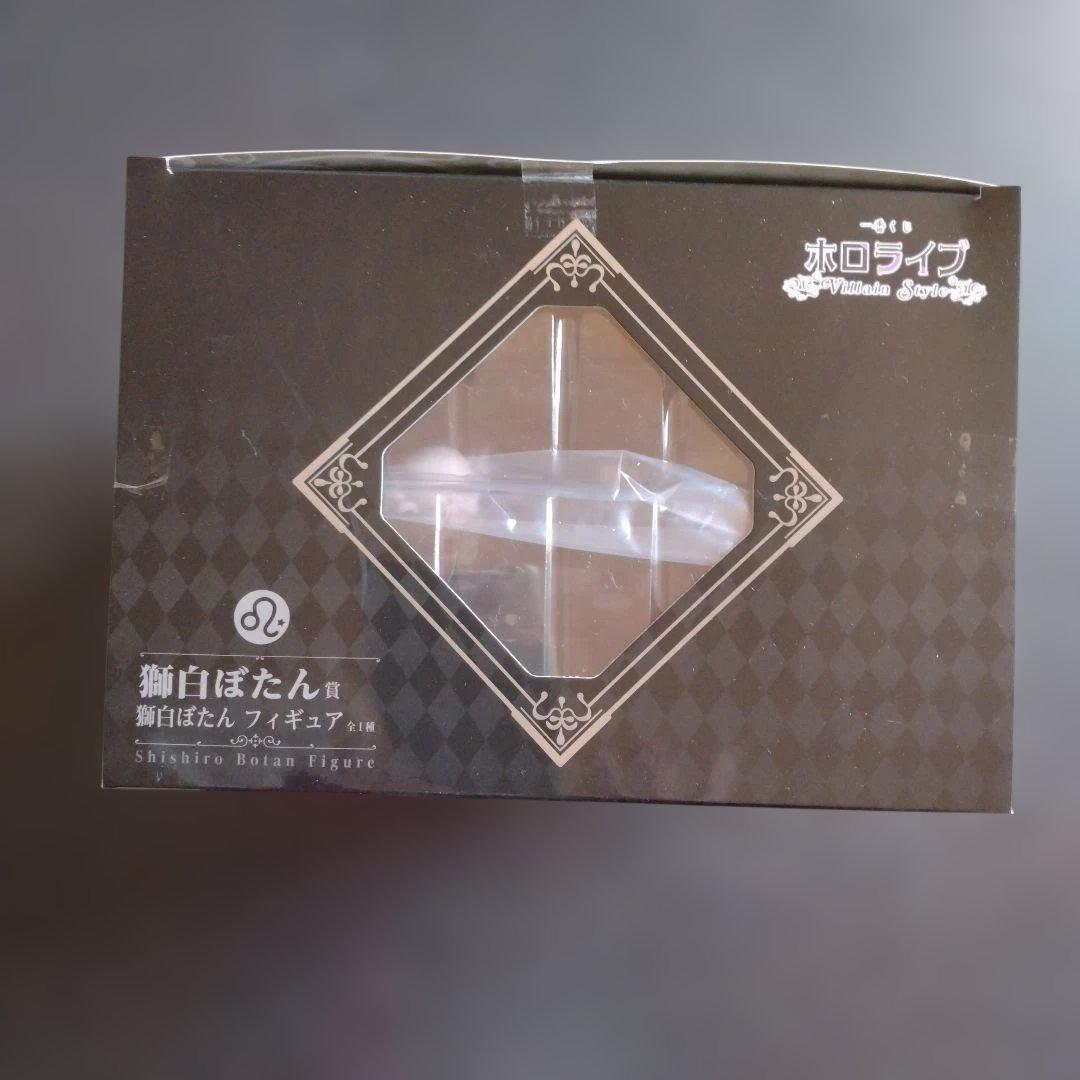 一番くじ
ホロライブ
Villain Style
獅白ぼたん賞
獅白ぼたん フィギュア 全1種
Shishiro Botan Figure